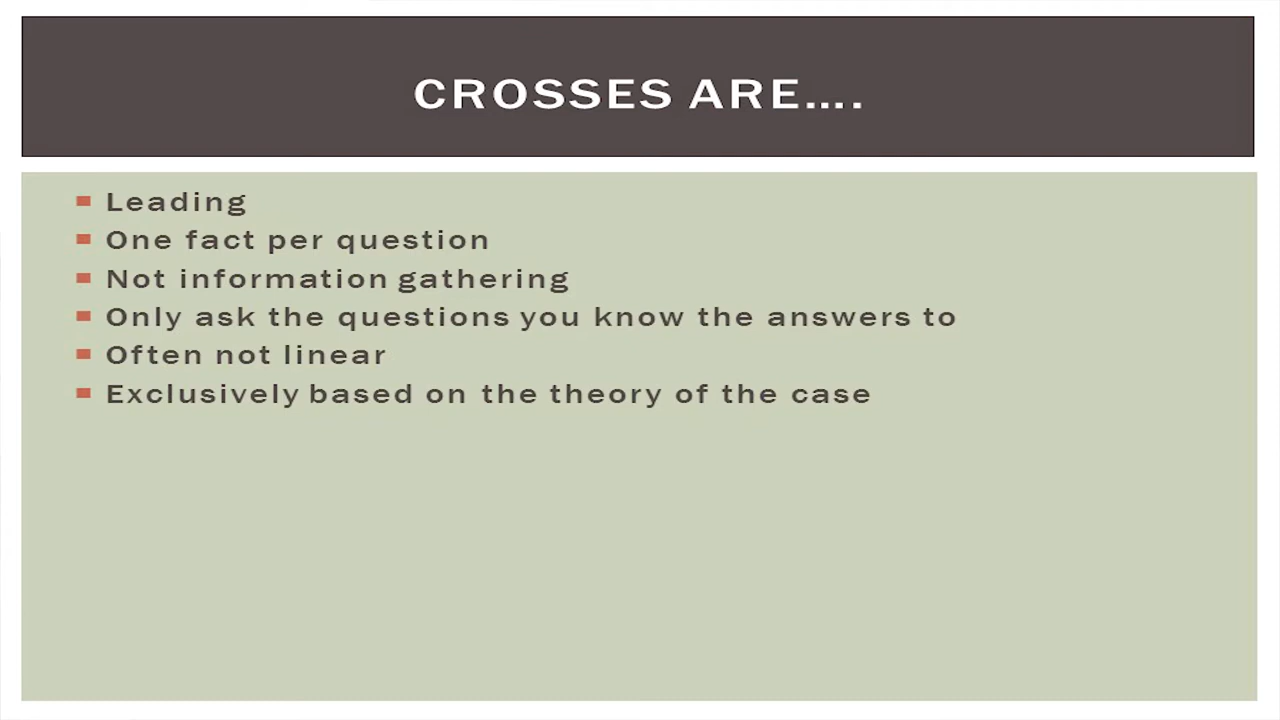 CROSSES ARE….
Leading
One fact per question
Not information gathering
Only ask the questions you know the answers to
Often not linear
Exclusively based on the theory of the case